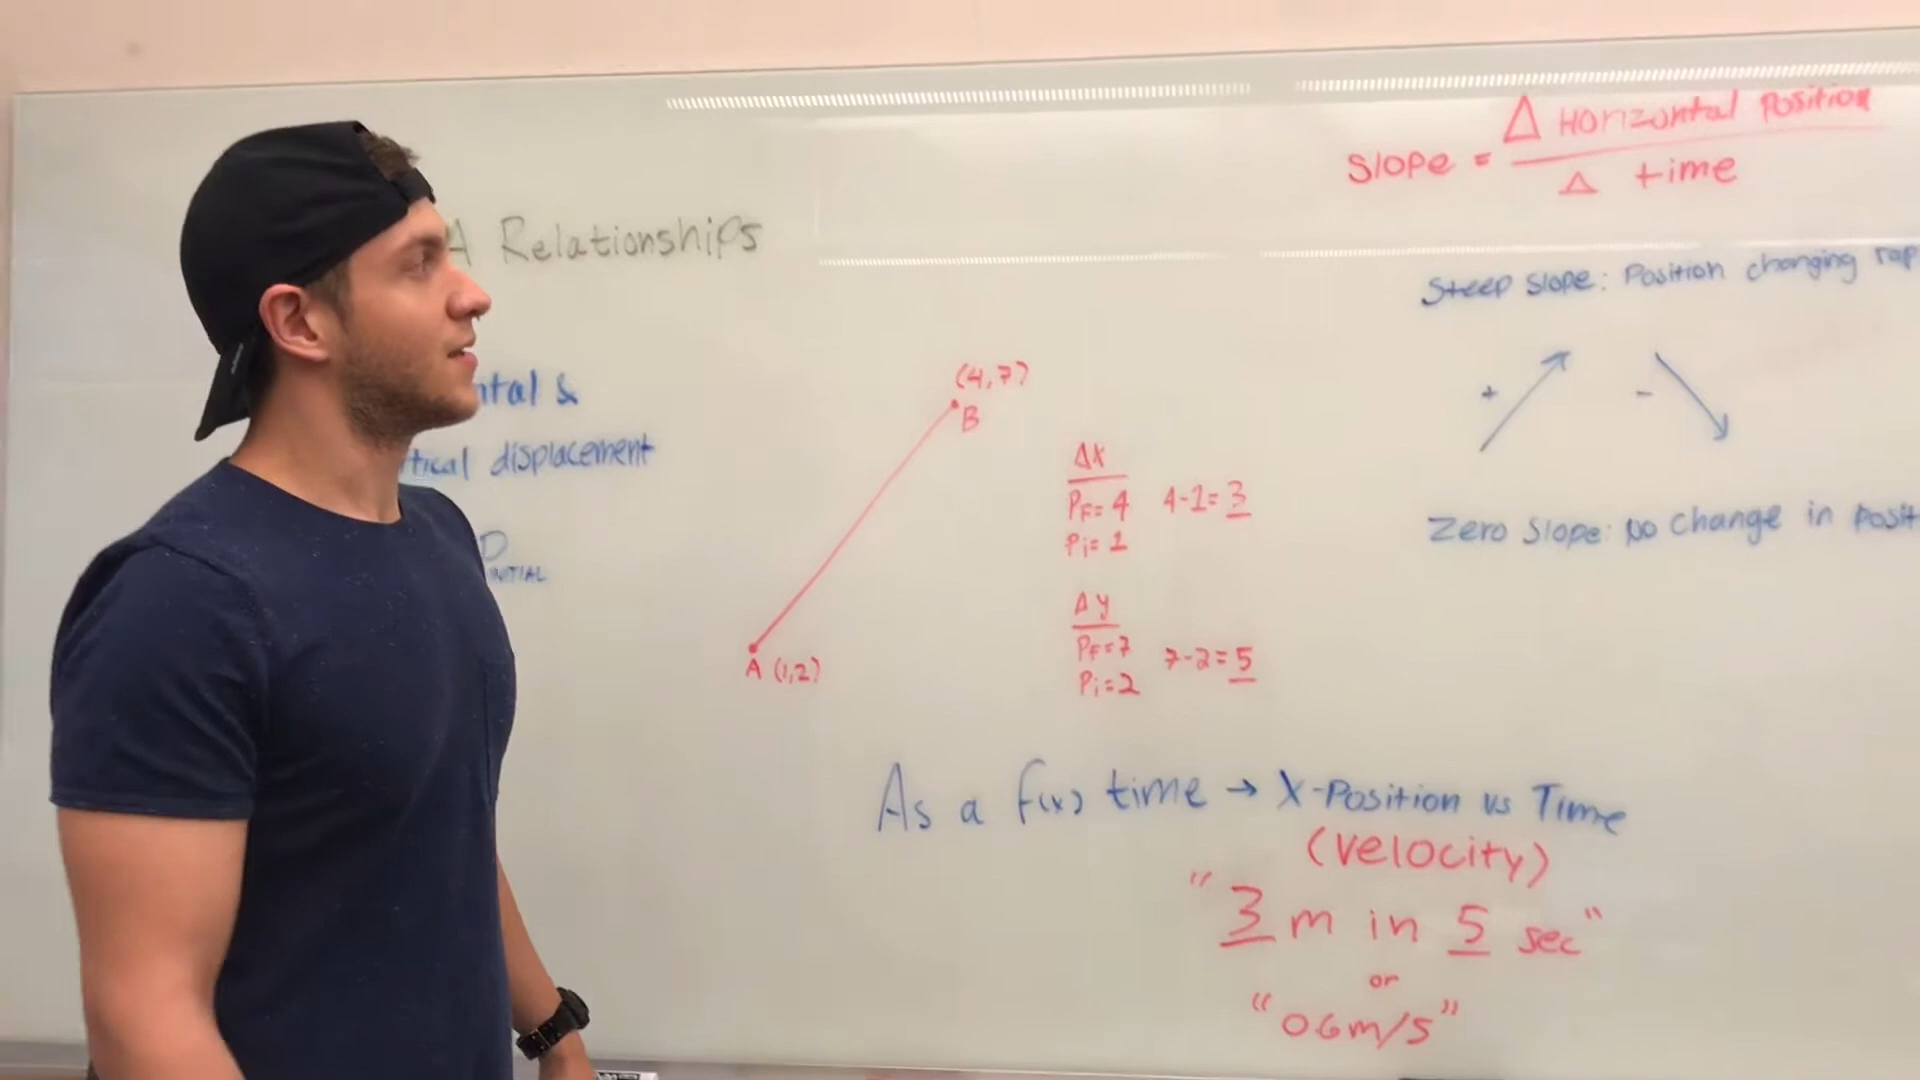 A Relationships
ntal &
tical displacement
D
INITIAL
(4,7)
B
A (1,2)
ΔX
PF=4 4-1=3
Pi=1
Δy
PF=7 7-2=5
Pi=2
Slope = Δ Horizontal Position
Δ time
Steep Slope: Position changing rap
+ -
Zero Slope: No Change in posit
As a f(x) time → X-Position vs Time
(Velocity)
"3 m in 5 sec"
or
"0.6m/s"